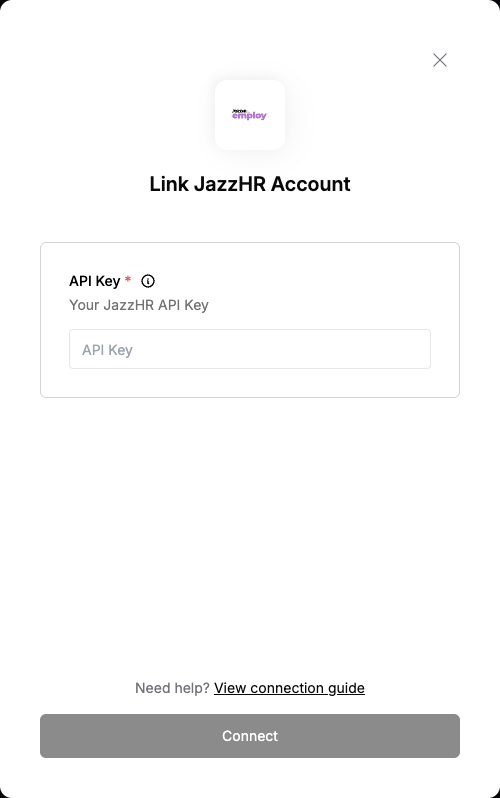 JazzHR
employ
Link JazzHR Account
API Key *
Your JazzHR API Key
API Key
Need help? View connection guide
Connect